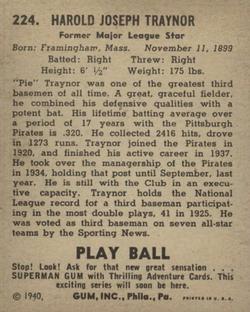 224. HAROLD JOSEPH TRAYNOR
Former Major League Star
Born: Framingham, Mass. November 11, 1899
Batted: Right Threw: Right
Height: 6' ½" Weight: 175 lbs.
"Pie" Traynor was one of the greatest third
basemen of all time. A great, graceful fielder,
he combined his defensive qualities with a
potent bat. His lifetime batting average over
a period of 17 years with the Pittsburgh
Pirates is .320. He collected 2416 hits, drove
in 1273 runs. Traynor joined the Pirates in
1920, and finished his active career in 1937.
He took over the managership of the Pirates
in 1934, holding that post until September, last
year. He is still with the Club in an execu-
tive capacity. Traynor holds the National
League record for a third baseman participat-
ing in the most double plays, 41 in 1925. He
was third baseman on seven all-star teams
by the Sporting News.
PLAY BALL
Stop! Look! Ask for that new great sensation . . .
SUPERMAN GUM with Thrilling Adventure Cards. This
exciting series will soon be here.
© 1940, GUM, INC., Phila., Pa. PRINTED IN U. S. A.